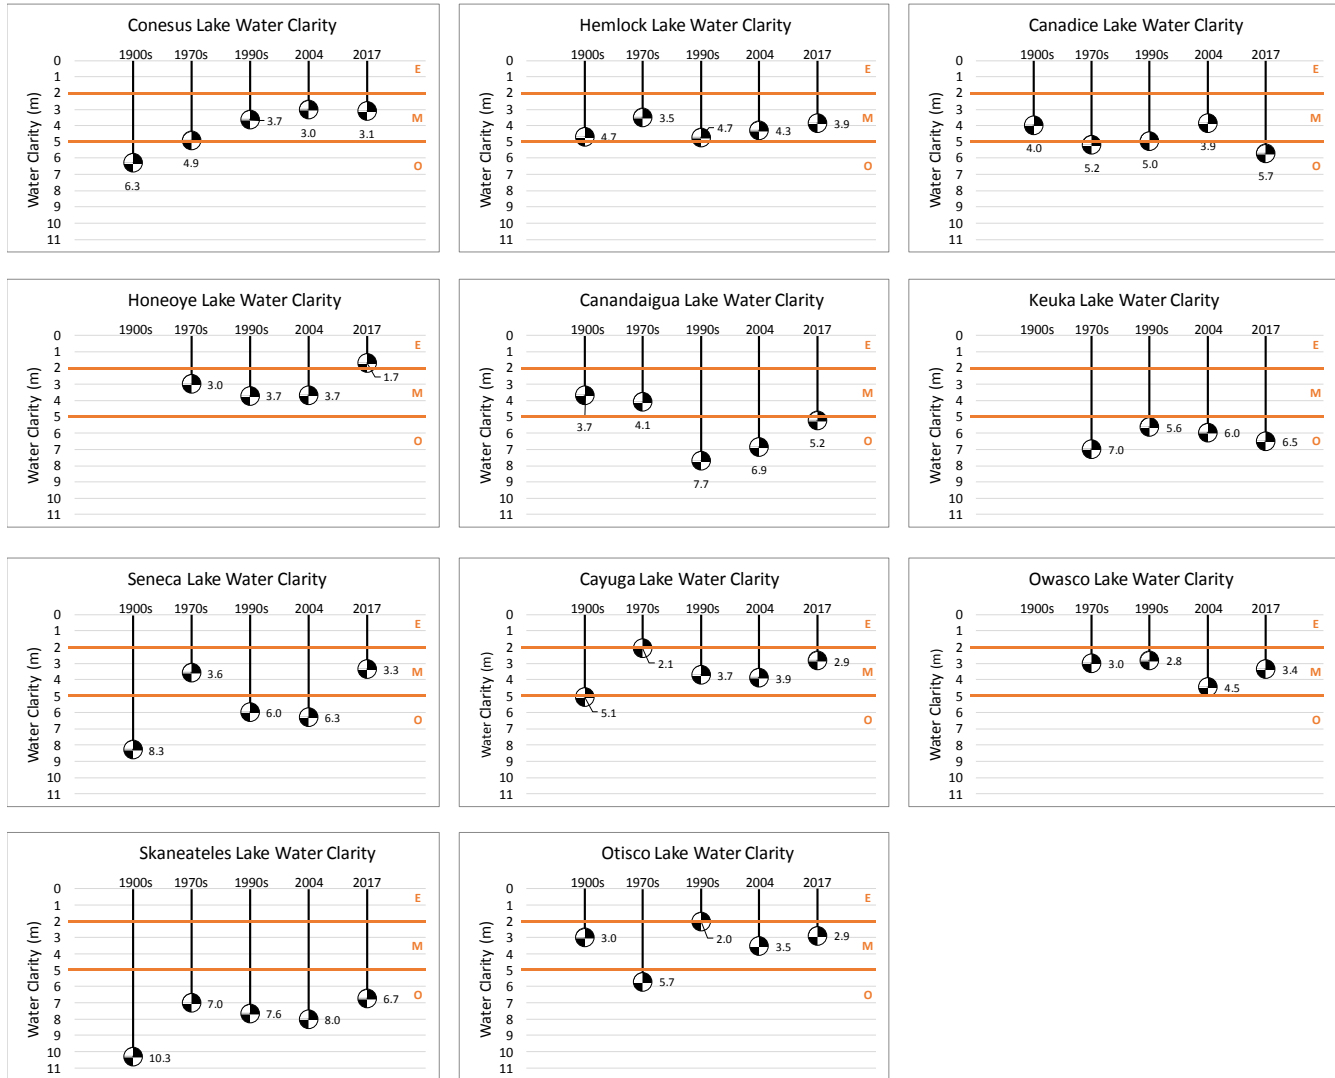 Conesus Lake Water Clarity
1900s 1970s 1990s 2004 2017
Water Clarity (m)
0
1
2
3
4
5
6
7
8
9
10
11
E
M
O
6.3
4.9
3.7
3.0
3.1
Hemlock Lake Water Clarity
1900s 1970s 1990s 2004 2017
Water Clarity (m)
0
1
2
3
4
5
6
7
8
9
10
11
E
M
O
4.7
3.5
4.7
4.3
3.9
Canadice Lake Water Clarity
1900s 1970s 1990s 2004 2017
Water Clarity (m)
0
1
2
3
4
5
6
7
8
9
10
11
E
M
O
4.0
5.2
5.0
3.9
5.7
Honeoye Lake Water Clarity
1900s 1970s 1990s 2004 2017
Water Clarity (m)
0
1
2
3
4
5
6
7
8
9
10
11
E
M
O
3.0
3.7
3.7
1.7
Canandaigua Lake Water Clarity
1900s 1970s 1990s 2004 2017
Water Clarity (m)
0
1
2
3
4
5
6
7
8
9
10
11
E
M
O
3.7
4.1
7.7
6.9
5.2
Keuka Lake Water Clarity
1900s 1970s 1990s 2004 2017
Water Clarity (m)
0
1
2
3
4
5
6
7
8
9
10
11
E
M
O
7.0
5.6
6.0
6.5
Seneca Lake Water Clarity
1900s 1970s 1990s 2004 2017
Water Clarity (m)
0
1
2
3
4
5
6
7
8
9
10
11
E
M
O
8.3
3.6
6.0
6.3
3.3
Cayuga Lake Water Clarity
1900s 1970s 1990s 2004 2017
Water Clarity (m)
0
1
2
3
4
5
6
7
8
9
10
11
E
M
O
5.1
2.1
3.7
3.9
2.9
Owasco Lake Water Clarity
1900s 1970s 1990s 2004 2017
Water Clarity (m)
0
1
2
3
4
5
6
7
8
9
10
11
E
M
O
3.0
2.8
4.5
3.4
Skaneateles Lake Water Clarity
1900s 1970s 1990s 2004 2017
Water Clarity (m)
0
1
2
3
4
5
6
7
8
9
10
11
E
M
O
10.3
7.0
7.6
8.0
6.7
Otisco Lake Water Clarity
1900s 1970s 1990s 2004 2017
Water Clarity (m)
0
1
2
3
4
5
6
7
8
9
10
11
E
M
O
3.0
5.7
2.0
3.5
2.9